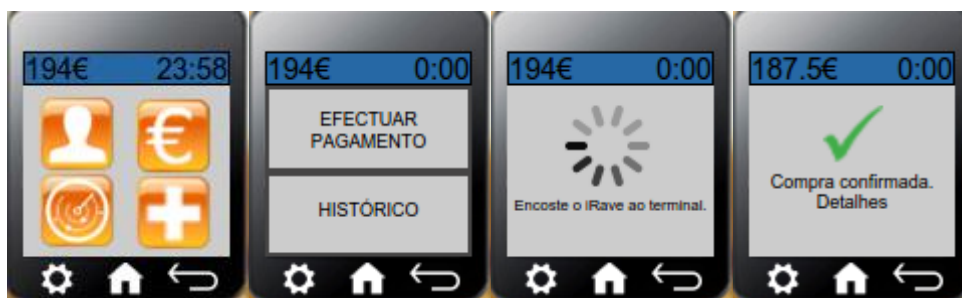 194€ 23:58
€
194€ 0:00
EFECTUAR
PAGAMENTO
HISTÓRICO
194€ 0:00
Encoste o iRave ao terminal.
187.5€ 0:00
Compra confirmada.
Detalhes